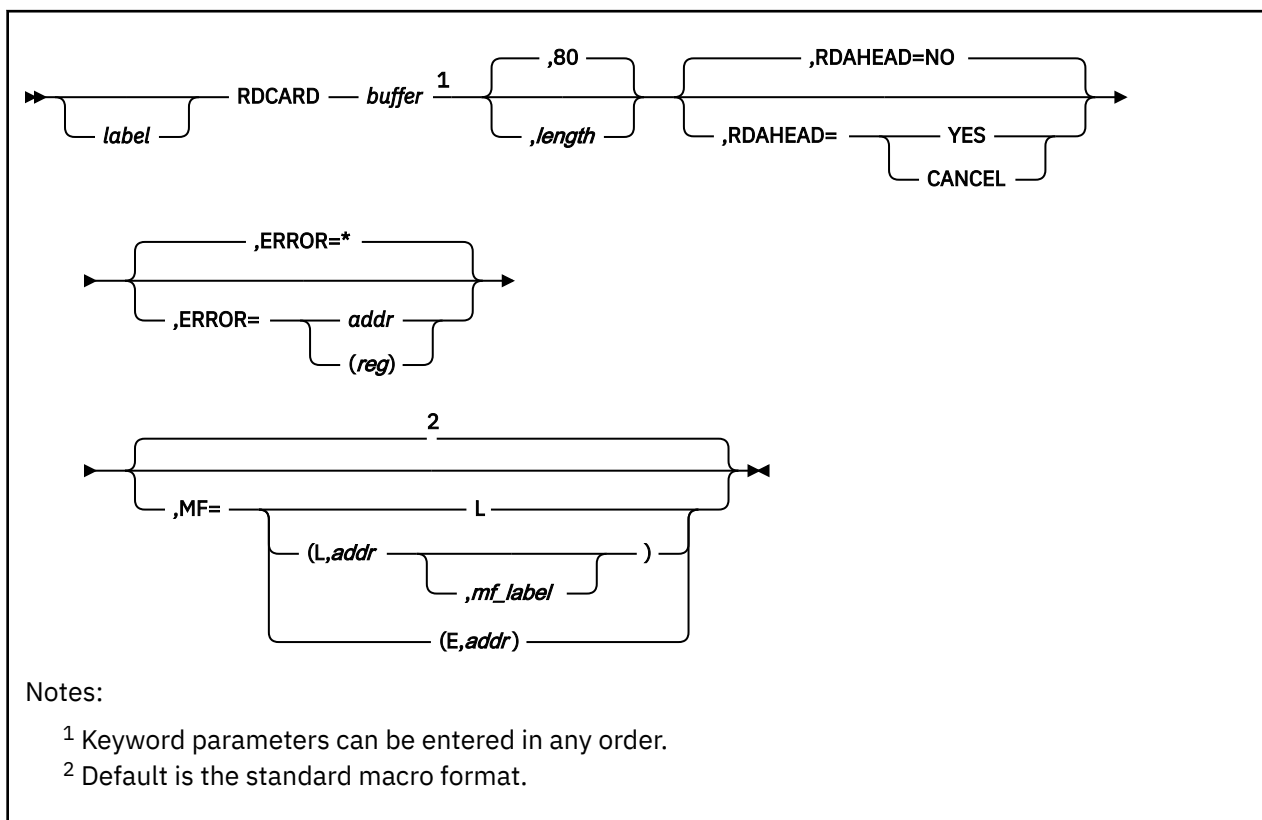 ,80 ,RDAHEAD=NO
RDCARD buffer 1
label ,length ,RDAHEAD= YES
CANCEL
,ERROR=*
,ERROR= addr
(reg)
2
,MF= L
(L,addr )
,mf_label
(E,addr)
Notes:
1 Keyword parameters can be entered in any order.
2 Default is the standard macro format.